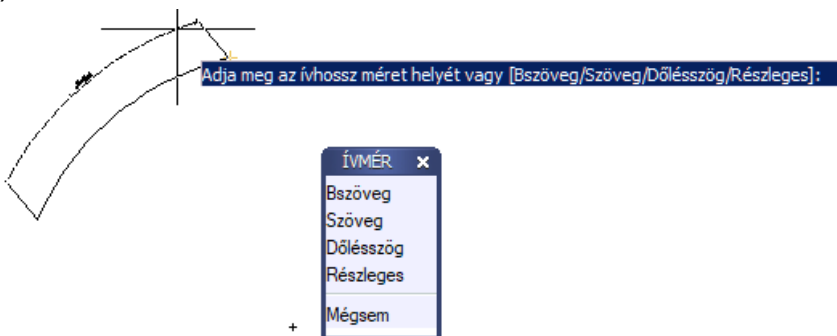 Adja meg az ívhossz méret helyét vagy [Bszöveg/Szöveg/Dőlésszög/Részleges]:
ÍVMÉR
Bszöveg
Szöveg
Dőlésszög
Részleges
Mégsem